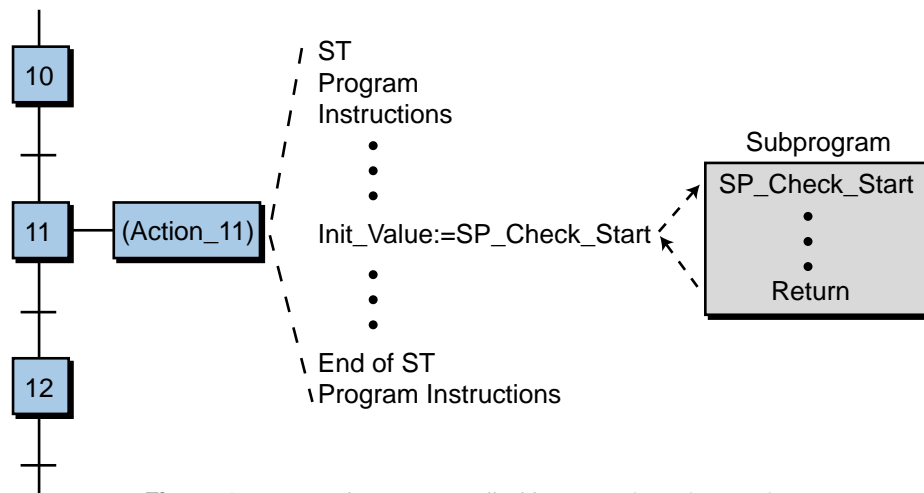 10
ST
Program
Instructions
Subprogram
SP_Check_Start
11
(Action_11)
Init_Value:=SP_Check_Start
Return
12
End of ST
Program Instructions